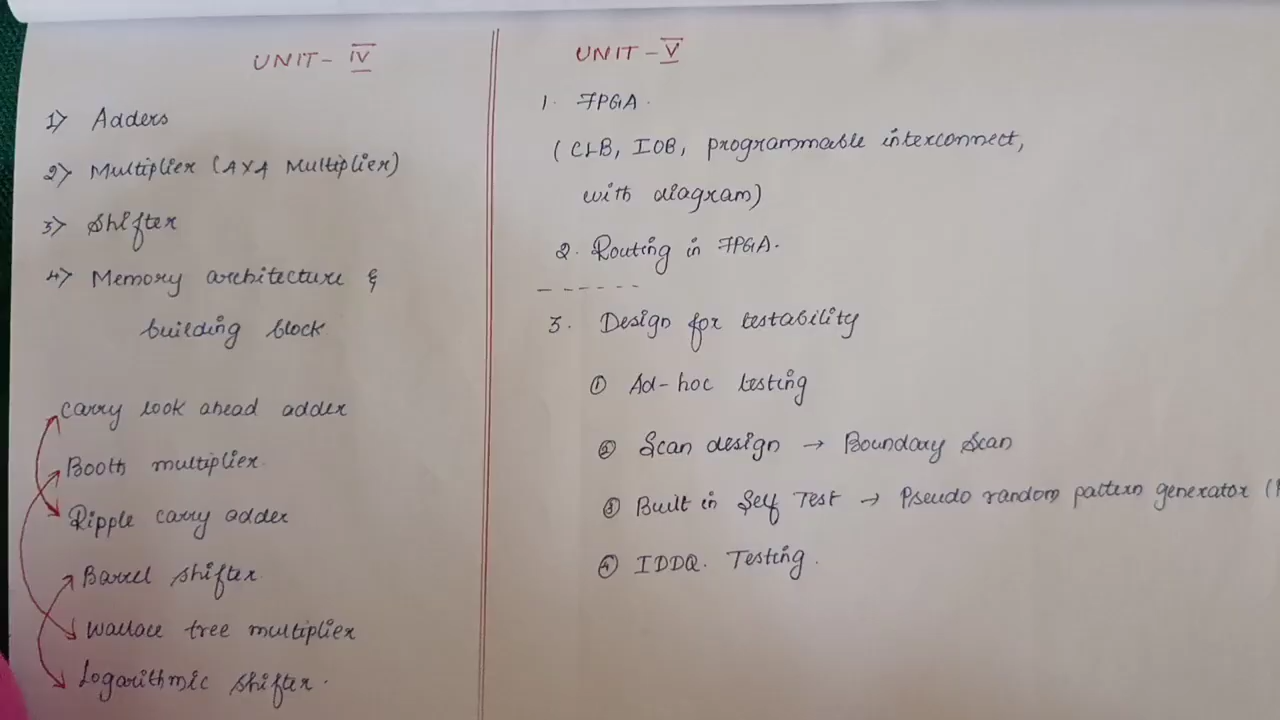 UNIT - IV
1) Adders
2) Multiplier (4x4 Multiplier)
3) Shifter
4) Memory architecture &
building block
Carry look ahead adder
Booth multiplier
Ripple carry adder
Barrel shifter
Wallace tree multiplier
Logarithmic shifter.
UNIT - V
1. FPGA.
(CLB, IOB, programmable interconnect,
with diagram)
2. Routing in FPGA.
3. Design for testability
① Ad-hoc testing
② Scan design → Boundary Scan
③ Built in Self Test → Pseudo random pattern generator (
④ IDDQ. Testing.